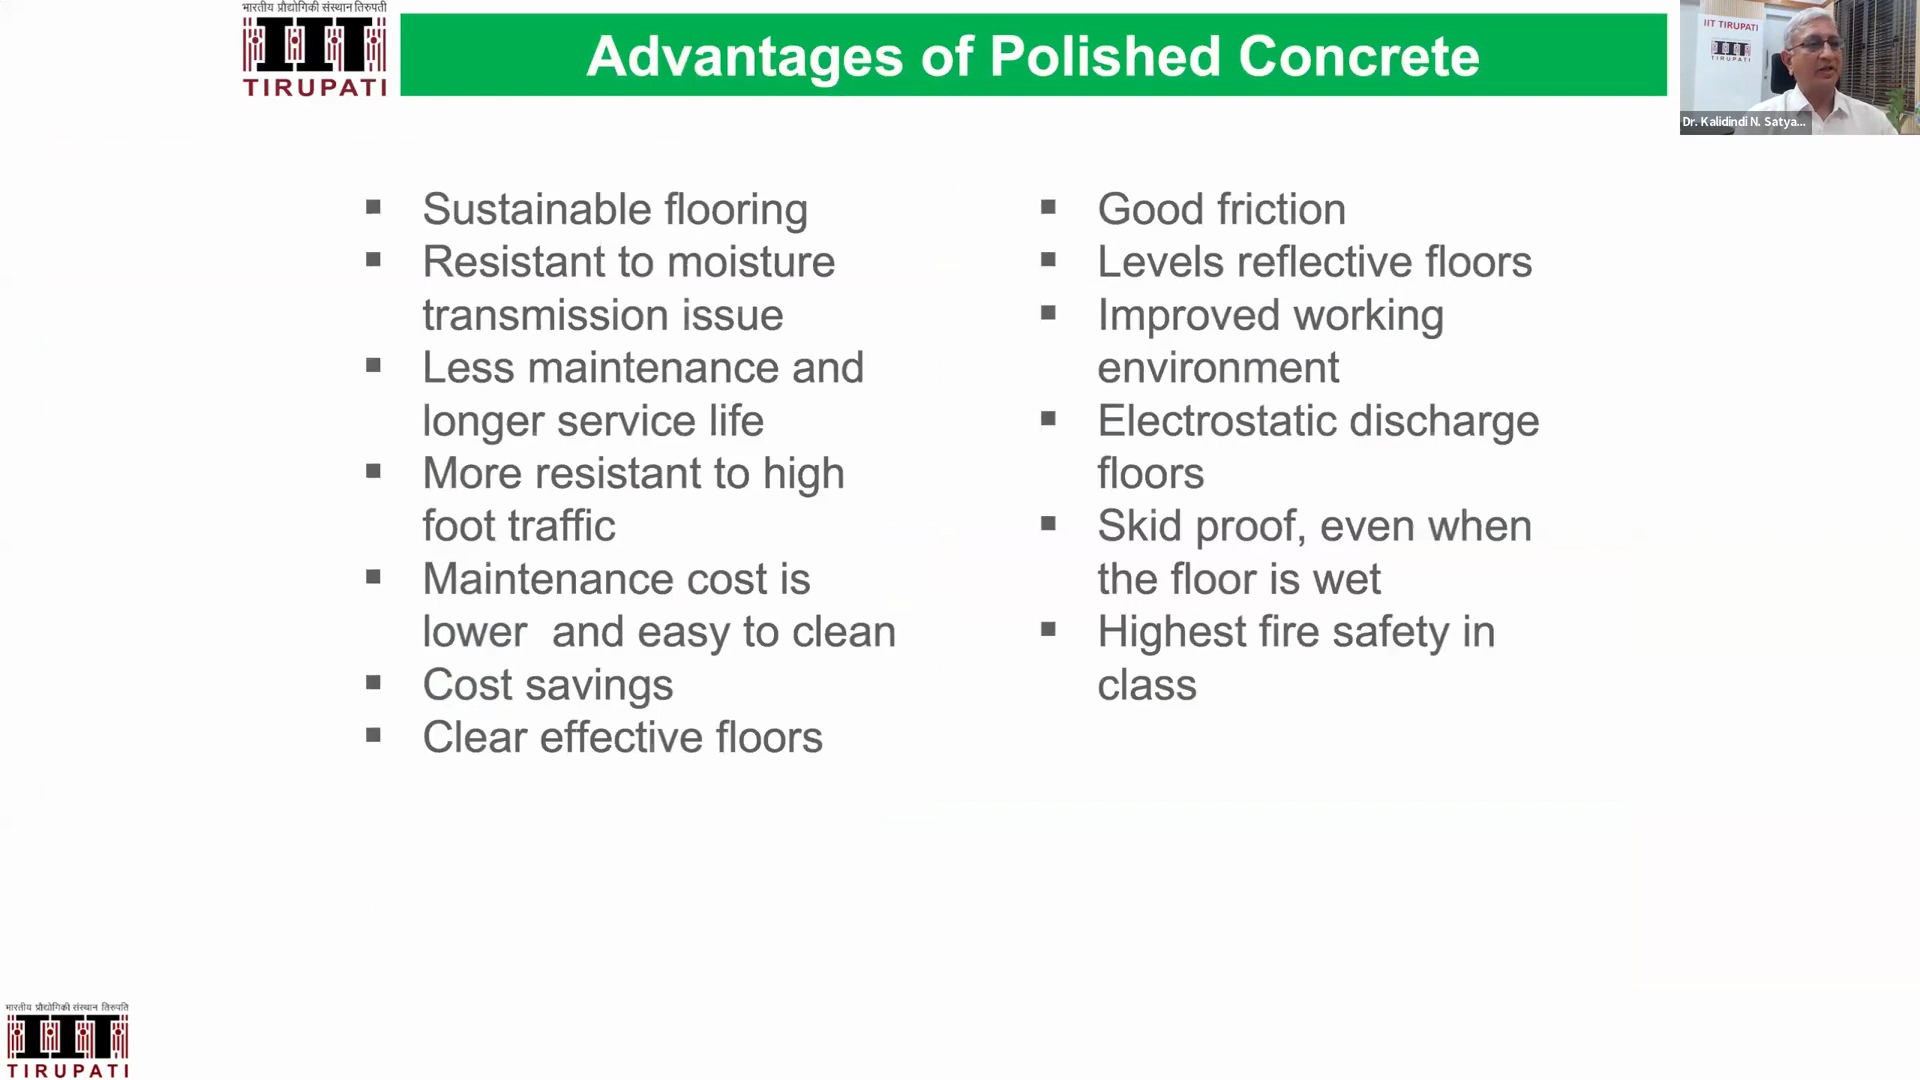 भारतीय प्रौद्योगिकी संस्थान तिरुपती
TIRUPATI
Advantages of Polished Concrete
IIT TIRUPATI
TIRUPATI
Dr. Kalidindi N. Satya...
▪ Sustainable flooring
▪ Resistant to moisture
transmission issue
▪ Less maintenance and
longer service life
▪ More resistant to high
foot traffic
▪ Maintenance cost is
lower  and easy to clean
▪ Cost savings
▪ Clear effective floors
▪ Good friction
▪ Levels reflective floors
▪ Improved working
environment
▪ Electrostatic discharge
floors
▪ Skid proof, even when
the floor is wet
▪ Highest fire safety in
class
भारतीय प्रौद्योगिकी संस्थान तिरुपति
TIRUPATI